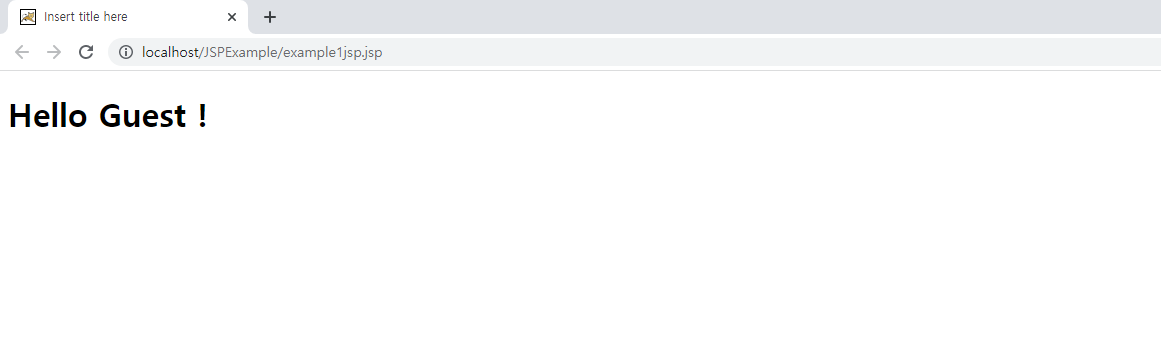 Insert title here
localhost/JSPExample/example1jsp.jsp
Hello Guest !